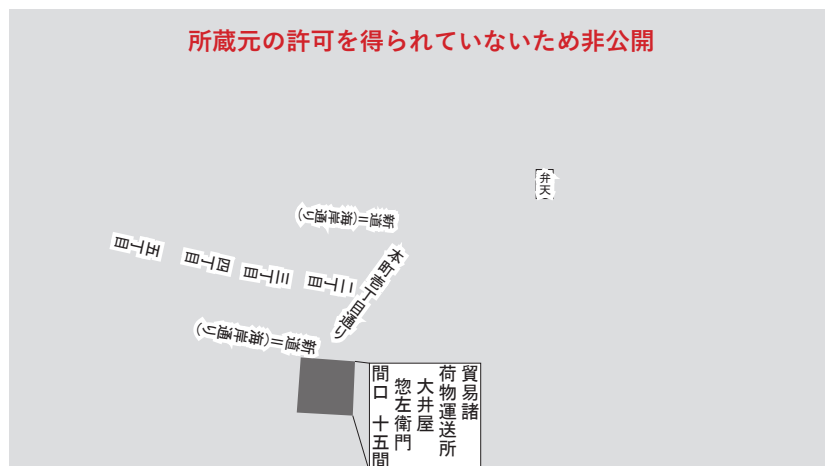 所蔵元の許可を得られていないため非公開
弁天
新道＝(海岸通り)
本町壱丁目通り
二丁目
三丁目
四丁目
五丁目
新道＝(海岸通り)
貿易諸
荷物運送所
大井屋
惣左衛門
間口 十五間